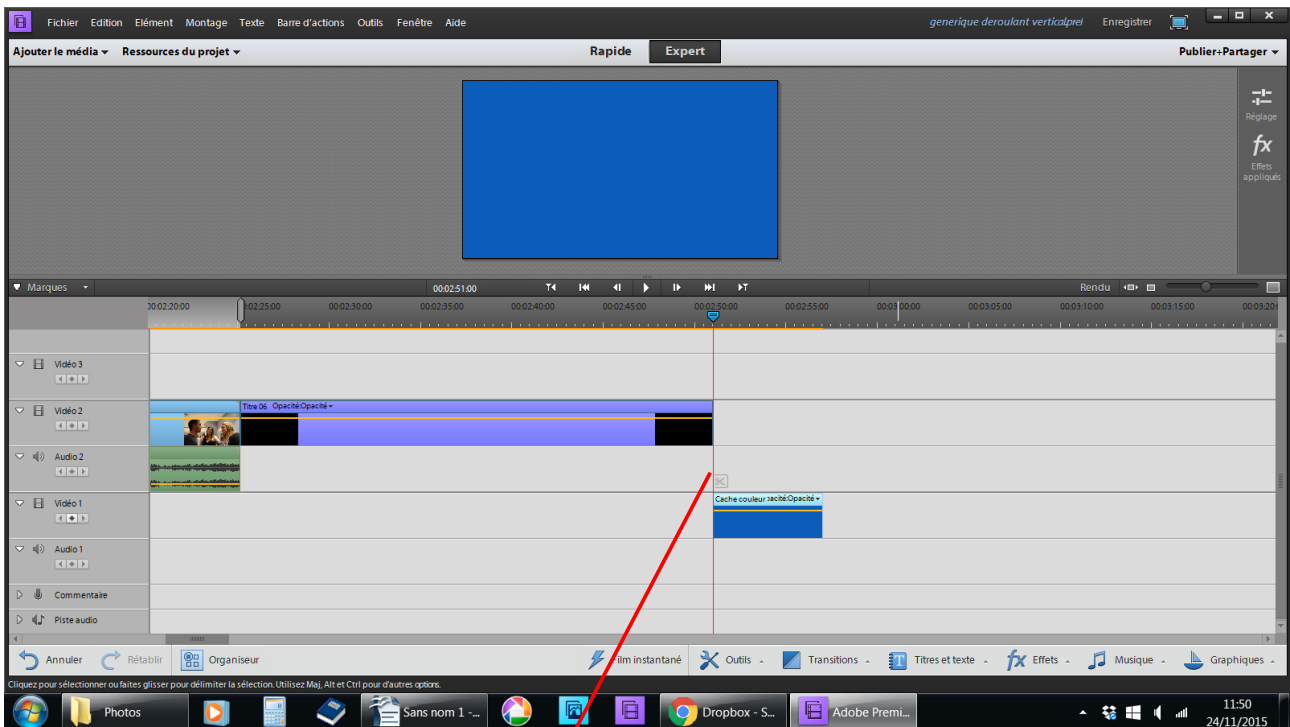 Fichier Edition Elément Montage Texte Barre d'actions Outils Fenêtre Aide generique deroulant verticalprel Enregistrer
Ajouter le média Ressources du projet Rapide Expert Publier+Partager
Réglage
fx
Effets
appliqués
Marques 00:02:51:00 Rendu
00:02:20:00 0:02:25:00 00:02:30:00 00:02:35:00 00:02:40:00 00:02:45:00 00:02:50:00 00:02:55:00 00:03:00:00 00:03:05:00 00:03:10:00 00:03:15:00 00:03:20:0
Vidéo 3
Vidéo 2 Titre 06 Opacité:Opacité
Audio 2
Vidéo 1 Cache couleur :acité:Opacité
Audio 1
Commentaire
Piste audio
Annuler Rétablir Organiseur Film instantané Outils Transitions T Titres et texte fx Effets Musique Graphiques
Cliquez pour sélectionner ou faites glisser pour délimiter la sélection. Utilisez Maj, Alt et Ctrl pour d'autres options.
Photos Sans nom 1 -... Dropbox - S... Adobe Premi... 11:50
24/11/2015